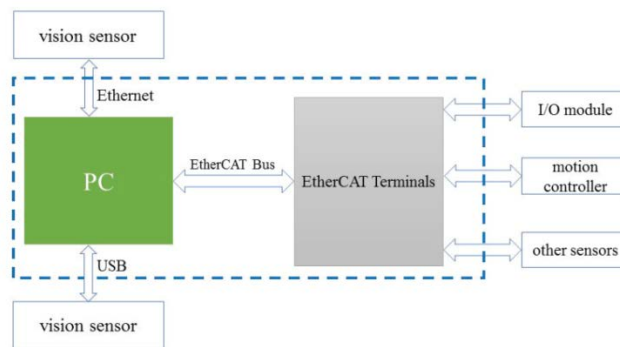 vision sensor
Ethernet
I/O module
PC
EtherCAT Bus
EtherCAT Terminals
motion
controller
USB
other sensors
vision sensor